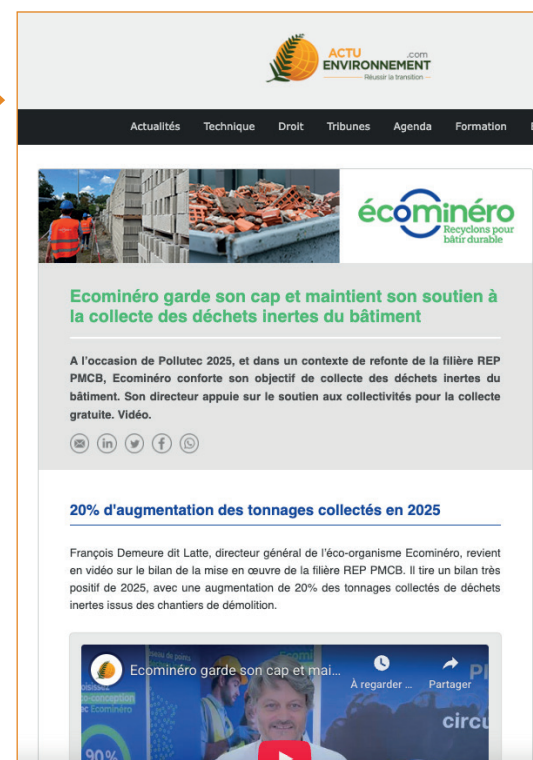 ACTU .com
ENVIRONNEMENT
Réussir la transition
Actualités Technique Droit Tribunes Agenda Formation
écominéro
Recyclons pour
bâtir durable
Ecominéro garde son cap et maintient son soutien à
la collecte des déchets inertes du bâtiment
A l'occasion de Pollutec 2025, et dans un contexte de refonte de la filière REP
PMCB, Ecominéro conforte son objectif de collecte des déchets inertes du
bâtiment. Son directeur appuie sur le soutien aux collectivités pour la collecte
gratuite. Vidéo.
20% d'augmentation des tonnages collectés en 2025
François Demeure dit Latte, directeur général de l'éco-organisme Ecominéro, revient
en vidéo sur le bilan de la mise en œuvre de la filière REP PMCB. Il tire un bilan très
positif de 2025, avec une augmentation de 20% des tonnages collectés de déchets
inertes issus des chantiers de démolition.
Ecominéro garde son cap et mai...
À regarder ... Partager
éco-conception
Ecominéro
circu
90%